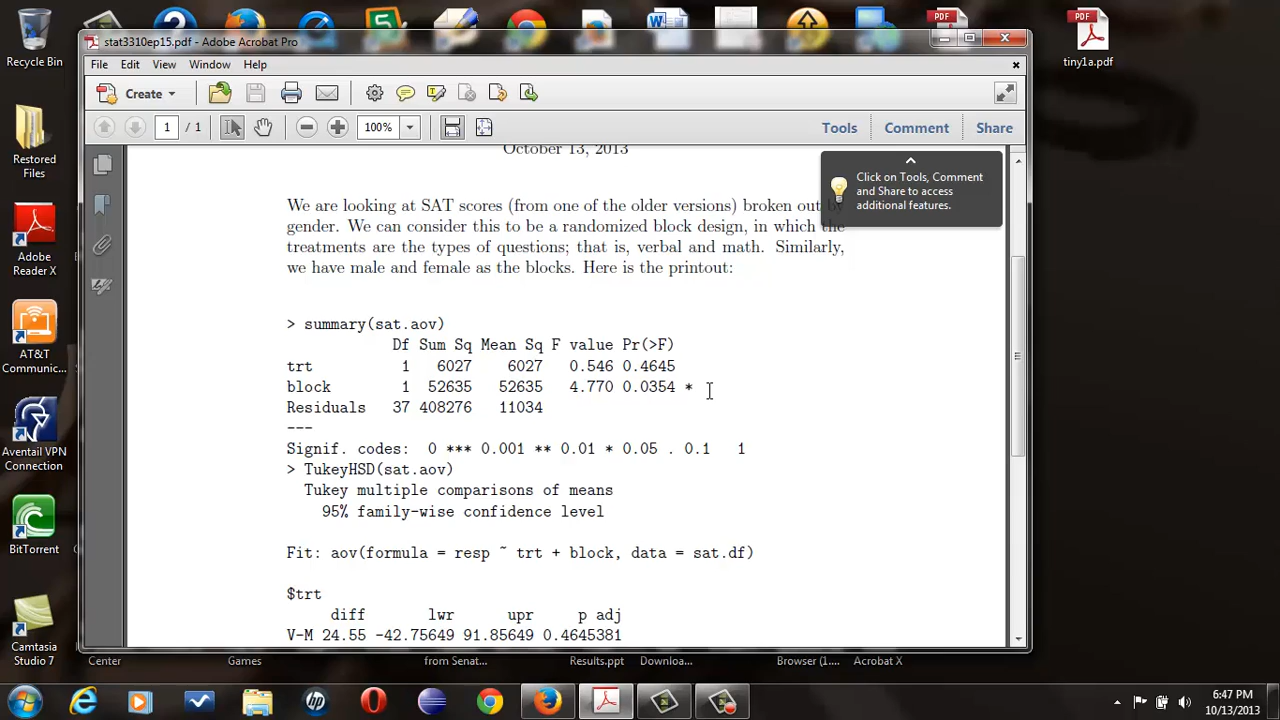 Recycle Bin
Restored
Files
Adobe
Reader X
AT&T
Communic...
Aventail VPN
Connection
BitTorrent
Camtasia
Studio 7
PDF
PDF
tiny1a.pdf
stat3310ep15.pdf - Adobe Acrobat Pro
File Edit View Window Help
Create
1 / 1 100% Tools Comment Share
Click on Tools, Comment
and Share to access
additional features.
October 13, 2013
We are looking at SAT scores (from one of the older versions) broken out by
gender. We can consider this to be a randomized block design, in which the
treatments are the types of questions; that is, verbal and math. Similarly,
we have male and female as the blocks. Here is the printout:
> summary(sat.aov)
Df Sum Sq Mean Sq F value Pr(>F)
trt 1 6027 6027 0.546 0.4645
block 1 52635 52635 4.770 0.0354 *
Residuals 37 408276 11034
---
Signif. codes: 0 *** 0.001 ** 0.01 * 0.05 . 0.1 1
> TukeyHSD(sat.aov)
Tukey multiple comparisons of means
95% family-wise confidence level
Fit: aov(formula = resp ~ trt + block, data = sat.df)
$trt
diff lwr upr p adj
V-M 24.55 -42.75649 91.85649 0.4645381
Center Games from Senat... Results.ppt Downloa... Browser (1.... Acrobat X
6:47 PM
10/13/2013